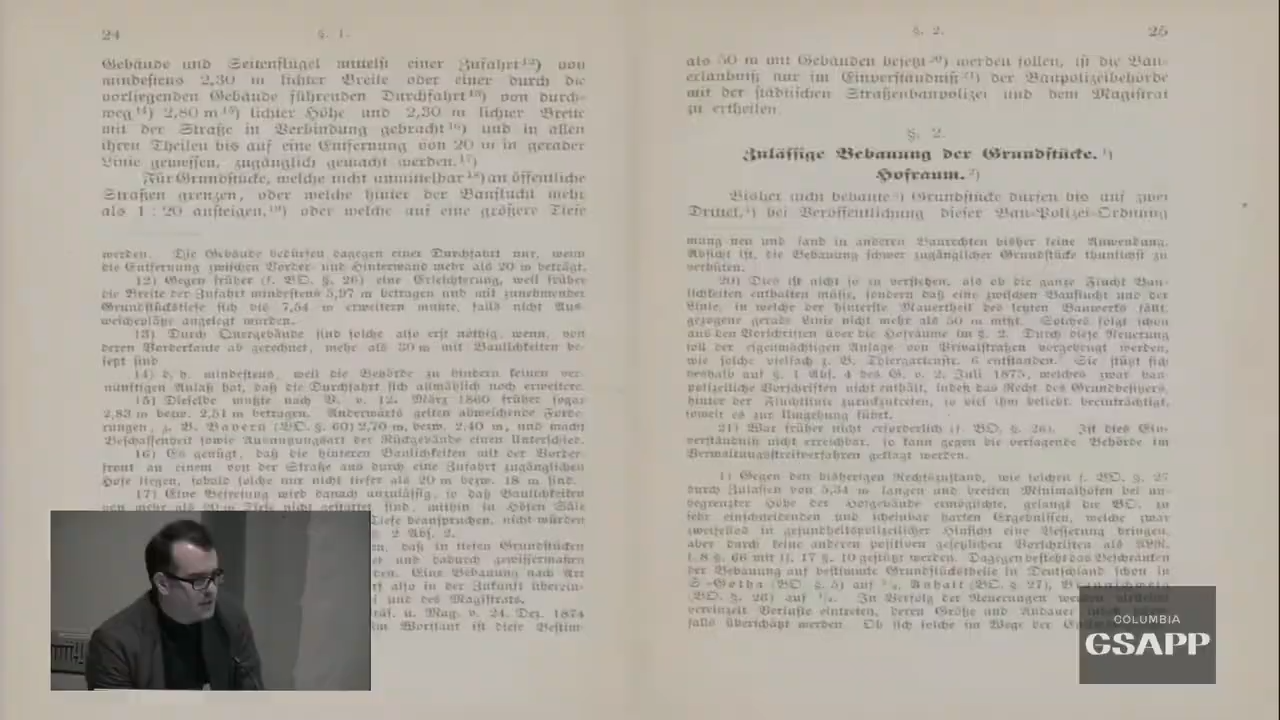 24
§. 1.
Gebäude und Seitenflügel mittelst einer Zufahrt¹²) von
mindestens 2,30 m lichter Breite oder einer durch die
vorliegenden Gebäude führenden Durchfahrt¹³) von durch-
weg¹⁴) 2,80 m¹⁵) lichter Höhe und 2,30 m lichter Breite
mit der Straße in Verbindung gebracht¹⁶) und in allen
ihren Theilen bis auf eine Entfernung von 20 m in gerader
Linie gemessen, zugänglich gemacht werden.¹⁷)
Für Grundstücke, welche nicht unmittelbar¹⁸) an öffentliche
Straßen grenzen, oder welche hinter der Bauflucht mehr
als 1 : 20 ansteigen,¹⁹) oder welche auf eine größere Tiefe
werden. Die Gebäude bedürfen dagegen einer Durchfahrt nur, wenn
die Entfernung zwischen Vorder- und Hinterwand mehr als 20 m beträgt.
12) Gegen früher (f. BO. §. 26) eine Erleichterung, weil früher
die Breite der Zufahrt mindestens 5,97 m betragen und mit zunehmender
Grundstückstiefe sich bis 7,54 m erweitern mußte, falls nicht Aus-
weicheplätze angelegt wurden.
13) Durch Quergebäude sind solche also erst nöthig, wenn, von
deren Vorderkante ab gerechnet, mehr als 30 m mit Baulichkeiten be-
setzt sind.
14) d. h. mindestens, weil die Behörde zu hindern keinen ver-
nünftigen Anlaß hat, daß die Durchfahrt sich allmählich noch erweitere.
15) Dieselbe mußte nach V. v. 12. März 1860 früher sogar
2,83 m bezw. 2,51 m betragen. Anderwärts gelten abweichende Forde-
rungen, z. B. Bayern (BO. §. 60) 2,70 m, bezw. 2,40 m, und macht
Beschaffenheit sowie Ausnutzungsart der Rückgebäude einen Unterschied.
16) Es genügt, daß die hinteren Baulichkeiten mit der Vorder-
front an einem von der Straße aus durch eine Zufahrt zugänglichen
Hofe liegen, sobald solche nur nicht tiefer als 20 m bezw. 18 m sind.
17) Eine Befreiung wird danach unzulässig, so daß Baulichkeiten
von mehr als 20 m Tiefe nicht gestattet sind, mithin in Höfen Säle
Tiefe beanspruchen, nicht würden
2 Abs. 2.
daß in tiefen Grundstücken
und dadurch gewissermaßen
Eine Bebauung nach Art
also in der Zukunft überein-
und des Magistrats.
u. Mag. v. 24. Dez. 1874
Wortlaut ist diese Bestim-
§. 2.
25
als 50 m mit Gebäuden besetzt²⁰) werden sollen, ist die Bau-
erlaubniß nur im Einverständniß²¹) der Baupolizeibehörde
mit der städtischen Straßenbaupolizei und dem Magistrat
zu ertheilen.
§. 2.
Zulässige Bebauung der Grundstücke.¹)
Hofraum.²)
Bisher nicht bebaute³) Grundstücke dürfen bis auf zwei
Drittel,⁴) bei Veröffentlichung dieser Bau-Polizei-Ordnung
mung neu und fand in anderen Baurechten bisher keine Anwendung.
Absicht ist, die Bebauung schwer zugänglicher Grundstücke thunlichst zu
verhüten.
20) Dies ist nicht so zu verstehen, als ob die ganze Flucht Bau-
lichkeiten enthalten müsse, sondern daß eine zwischen Bauflucht und der
Linie, in welche der hinterste Mauertheil des letzten Bauwerks fällt,
gezogene gerade Linie nicht mehr als 50 m mißt. Solches folgt schon
aus den Vorschriften über die Hofräume im §. 2. Durch diese Neuerung
soll der eigenmächtigen Anlage von Privatstraßen vorgebeugt werden,
wie solche vielfach z. B. Thiergartenstr. 6 entstanden. Sie stützt sich
deshalb auf §. 1 Abs. 4 des G. v. 2. Juli 1875, welches zwar bau-
polizeiliche Vorschriften nicht enthält, indeß das Recht des Grundbesitzers,
hinter der Fluchtlinie zurückzutreten, so viel ihm beliebt, beeinträchtigt,
soweit es zur Umgehung führt.
21) War früher nicht erforderlich (f. BO. §. 26). Ist dies Ein-
verständniß nicht erreichbar, so kann gegen die versagende Behörde im
Verwaltungsstreitverfahren geklagt werden.
1) Gegen den bisherigen Rechtszustand, wie solchen f. BO. §. 27
durch Zulassen von 5,34 m langen und breiten Minimalhöfen bei un-
begrenzter Höhe der Hofgebäude ermöglichte, gelangt die BO. zu
sehr einschneidenden und scheinbar harten Ergebnissen, welche zwar
zweifellos in gesundheitspolizeilicher Hinsicht eine Besserung bringen,
aber durch keine anderen positiven gesetzlichen Vorschriften als ALR.
I. 8 §. 66 mit II. 17 §. 10 gestützt werden. Dagegen besteht das Beschränken
der Bebauung auf bestimmte Grundstückstheile in Deutschland schon in
S.-Gotha (BO. §. 5) auf Anhalt (BO. §. 27), Braunschweig
(BO. §. 26) auf In Verfolg der Neuerungen werden
vereinzelt Verluste eintreten, deren Größe und Andauer
falls überschätzt werden. Ob sich solche im Wege der
COLUMBIA
GSAPP